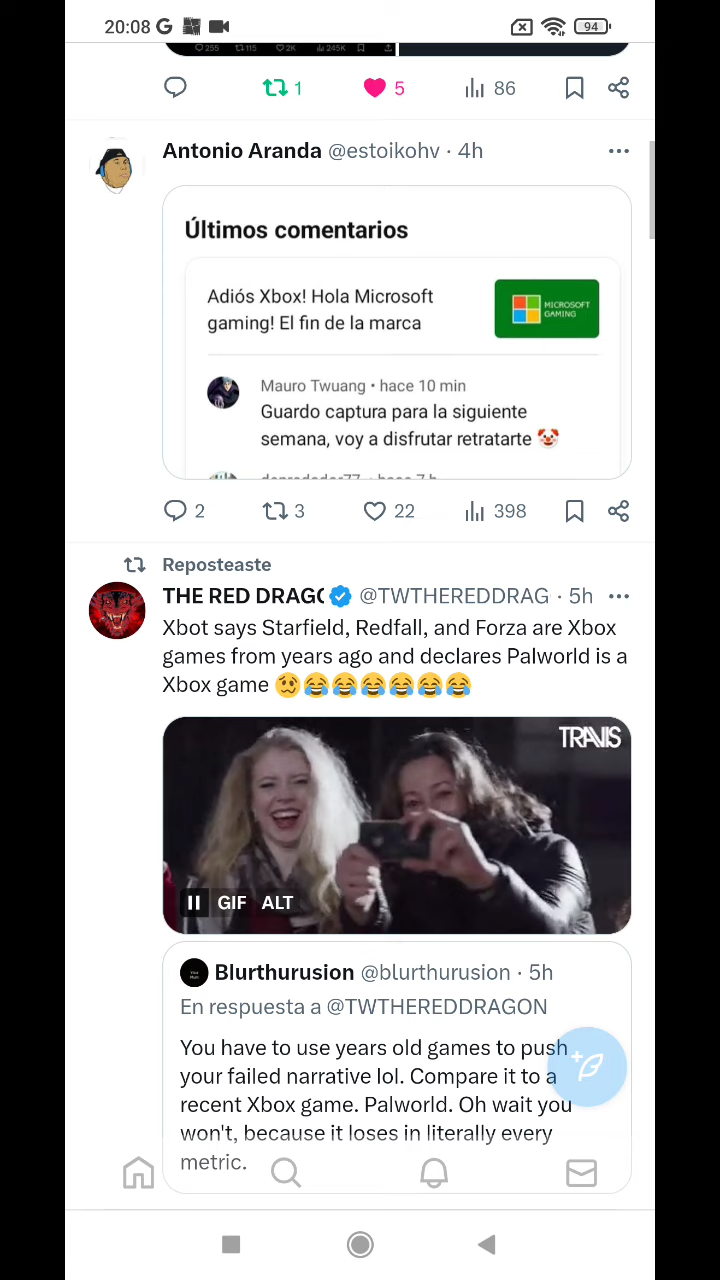 20:08 G 94
255 115 2K 245K
1 5 86
Antonio Aranda @estoikohv · 4h
Últimos comentarios
Adiós Xbox! Hola Microsoft
gaming! El fin de la marca
MICROSOFT
GAMING
Mauro Twuang • hace 10 min
Guardo captura para la siguiente
semana, voy a disfrutar retratarte 🤡
2 3 22 398
Reposteaste
THE RED DRAG @TWTHEREDDRAG · 5h
Xbot says Starfield, Redfall, and Forza are Xbox
games from years ago and declares Palworld is a
Xbox game 🥴😂😂😂😂😂😂
TRAVIS
GIF ALT
Blurthurusion @blurthurusion · 5h
En respuesta a @TWTHEREDDRAGON
You have to use years old games to push
your failed narrative lol. Compare it to a
recent Xbox game. Palworld. Oh wait you
won't, because it loses in literally every
metric.